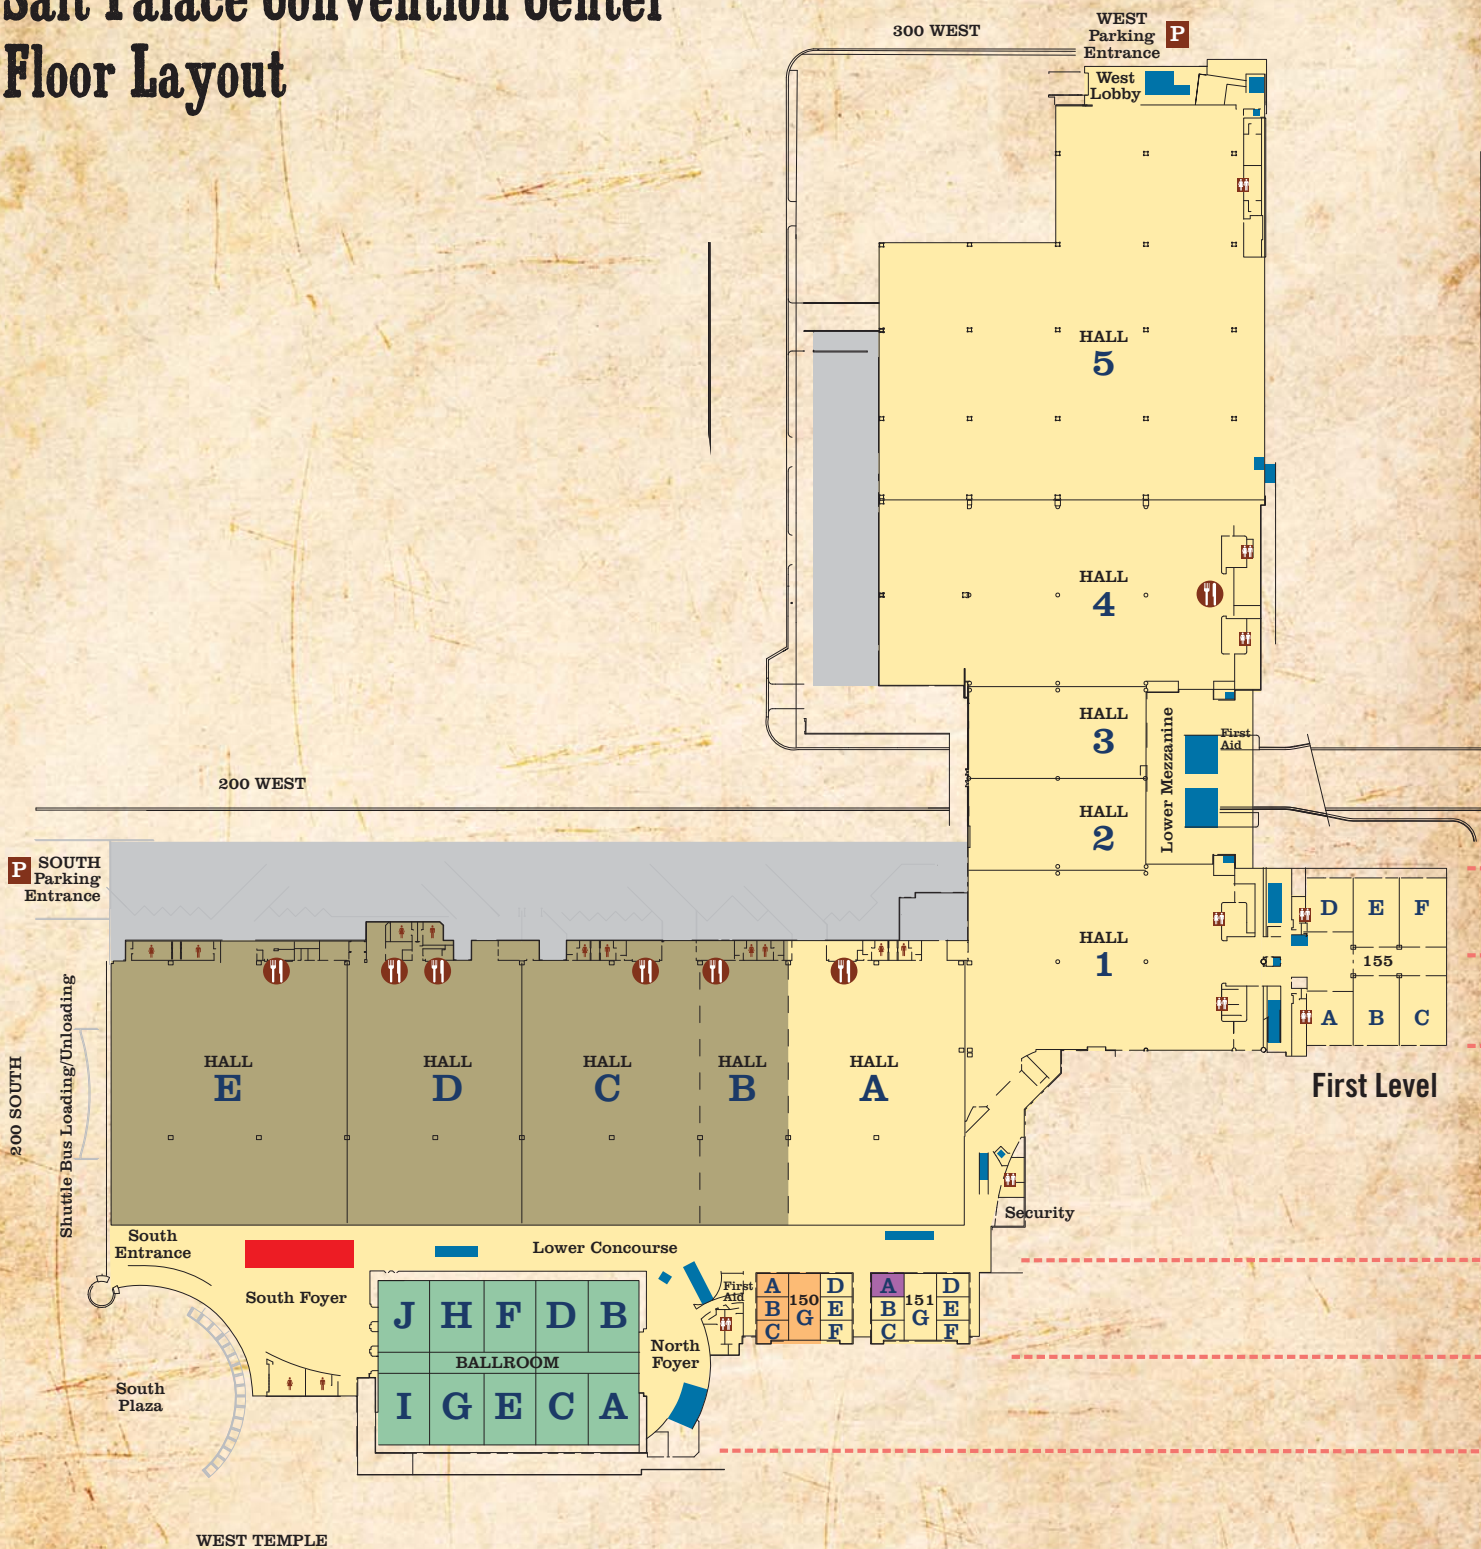 Salt Palace Convention Center
Floor Layout
300 WEST
WEST
Parking
Entrance
P
West
Lobby
HALL
5
HALL
4
HALL
3
First
Aid
Lower Mezzanine
200 WEST
HALL
2
P
SOUTH
Parking
Entrance
D
E
F
HALL
1
155
A
B
C
First Level
200 SOUTH
Shuttle Bus Loading/Unloading
HALL
E
HALL
D
HALL
C
HALL
B
HALL
A
Security
South
Entrance
Lower Concourse
South Foyer
First
Aid
A
B
C
150
G
D
E
F
A
B
C
151
G
D
E
F
J
H
F
D
B
BALLROOM
I
G
E
C
A
North
Foyer
South
Plaza
WEST TEMPLE